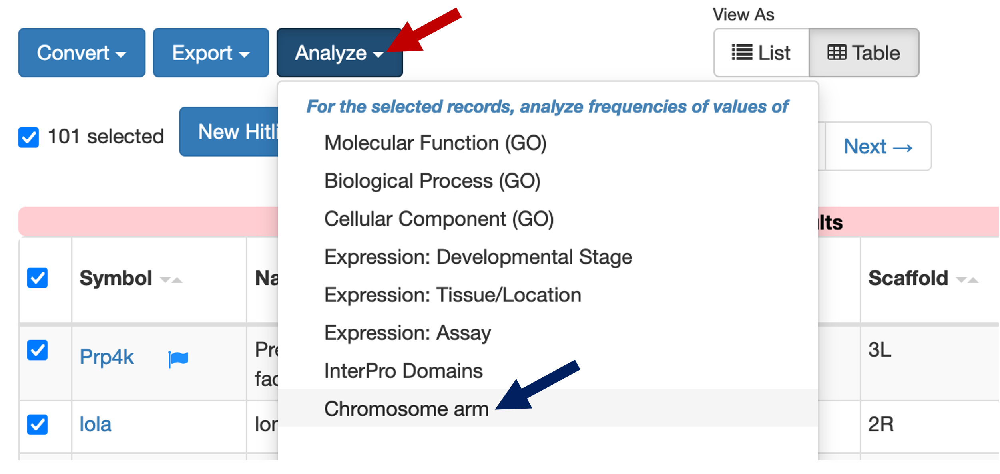 View As
Convert Export Analyze List Table
For the selected records, analyze frequencies of values of
101 selected New Hitli Next →
Molecular Function (GO)
Biological Process (GO)
Cellular Component (GO)
lts
Expression: Developmental Stage
Symbol Na Scaffold
Expression: Tissue/Location
Expression: Assay
Prp4k Pre 3L
InterPro Domains
fac
Chromosome arm
lola lor 2R